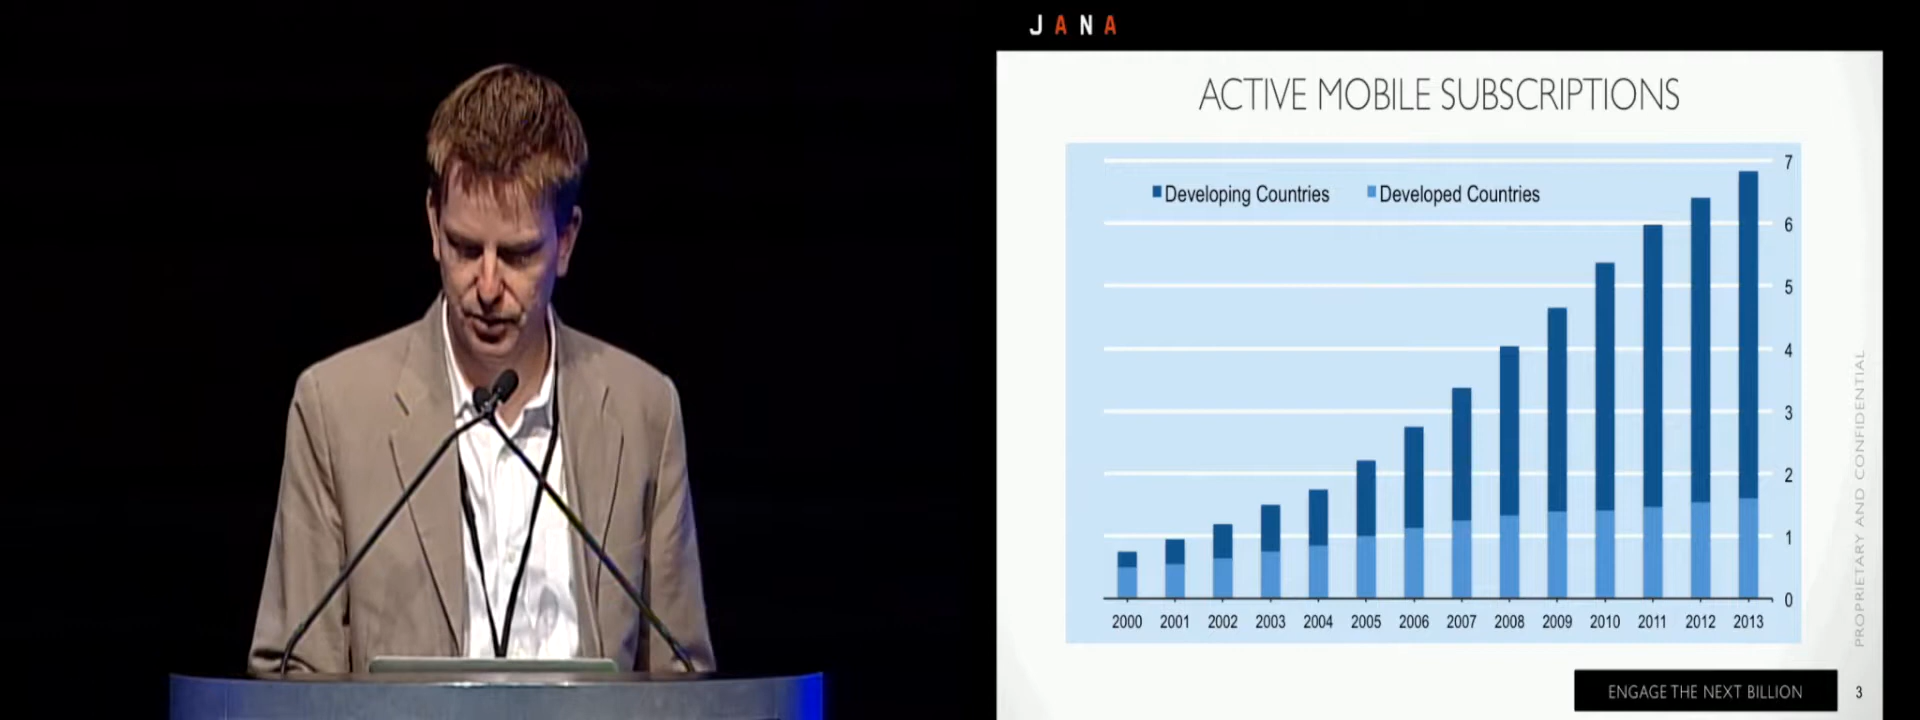 JANA
ACTIVE MOBILE SUBSCRIPTIONS
Developing Countries Developed Countries
7
6
5
4
3
2
1
0
2000 2001 2002 2003 2004 2005 2006 2007 2008 2009 2010 2011 2012 2013
PROPRIETARY AND CONFIDENTIAL
ENGAGE THE NEXT BILLION 3